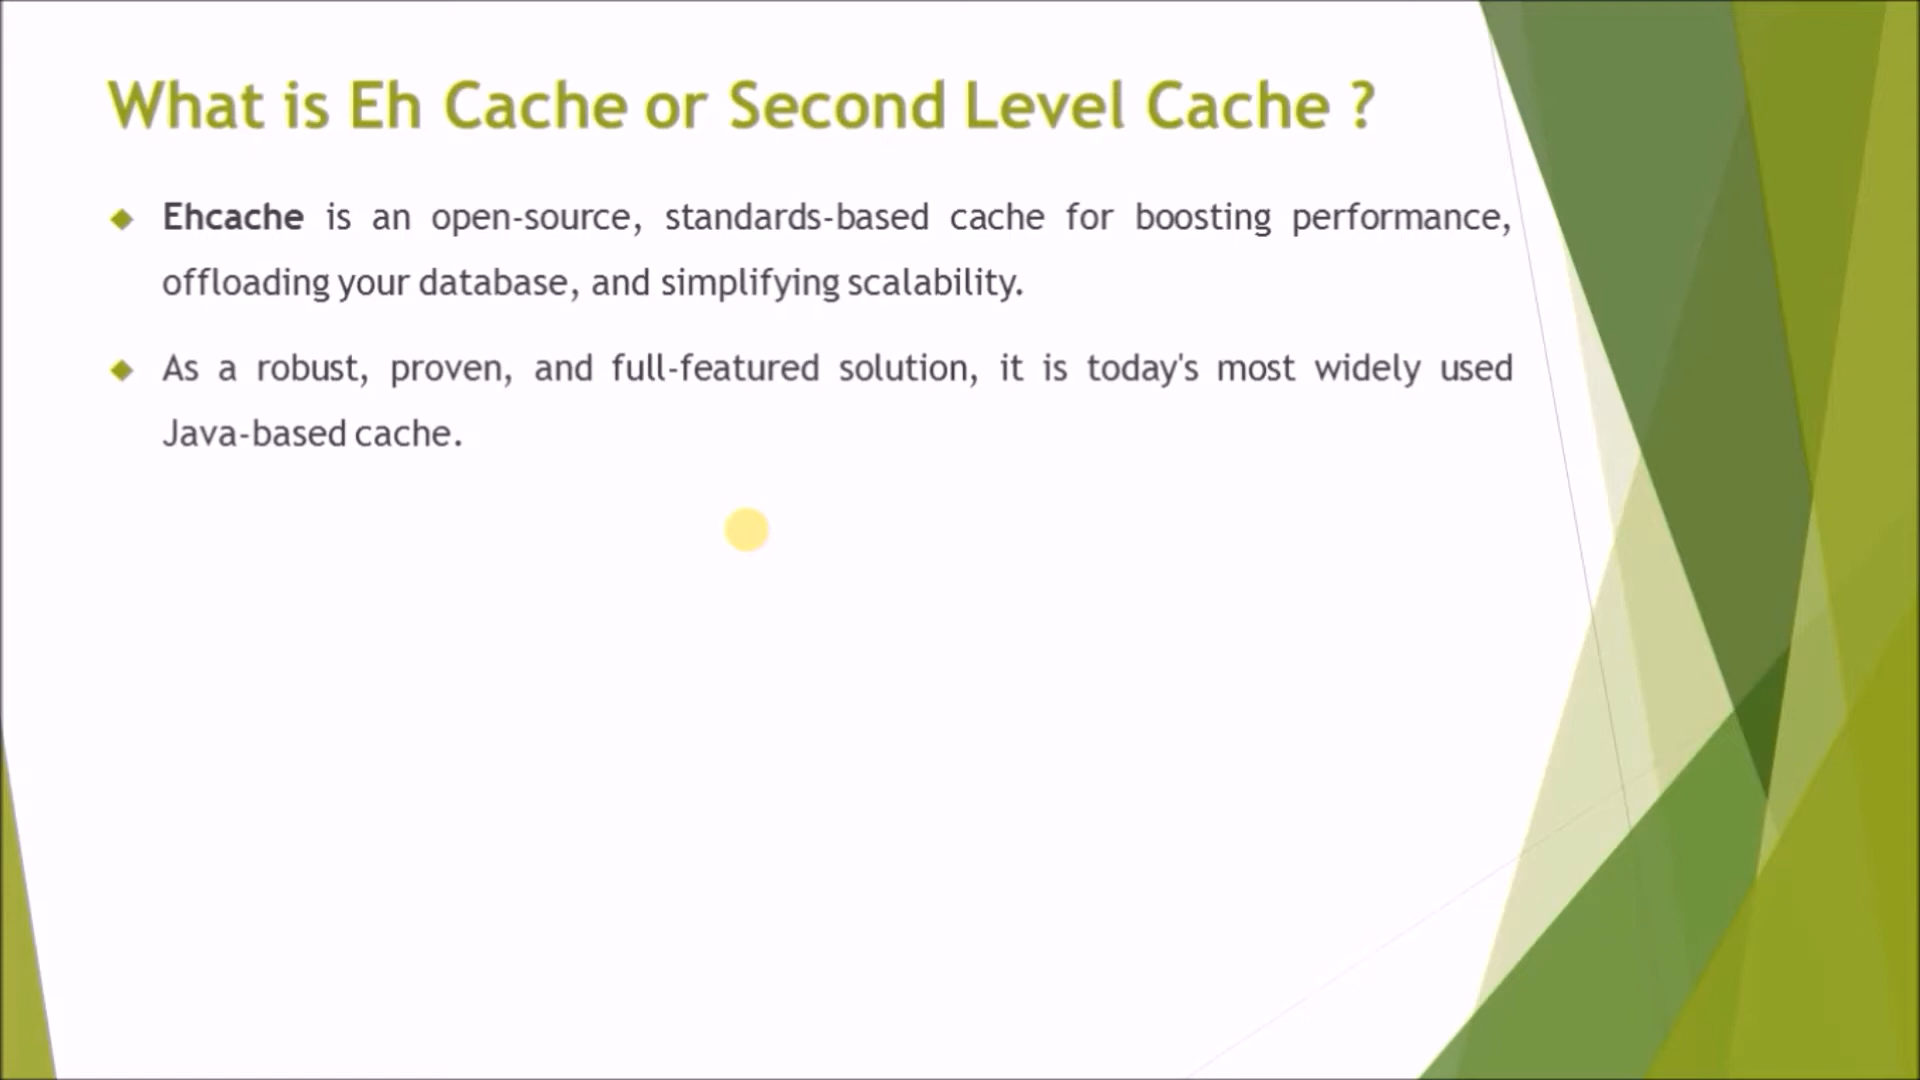 What is Eh Cache or Second Level Cache ?
Ehcache is an open-source, standards-based cache for boosting performance,
offloading your database, and simplifying scalability.
As a robust, proven, and full-featured solution, it is today's most widely used
Java-based cache.